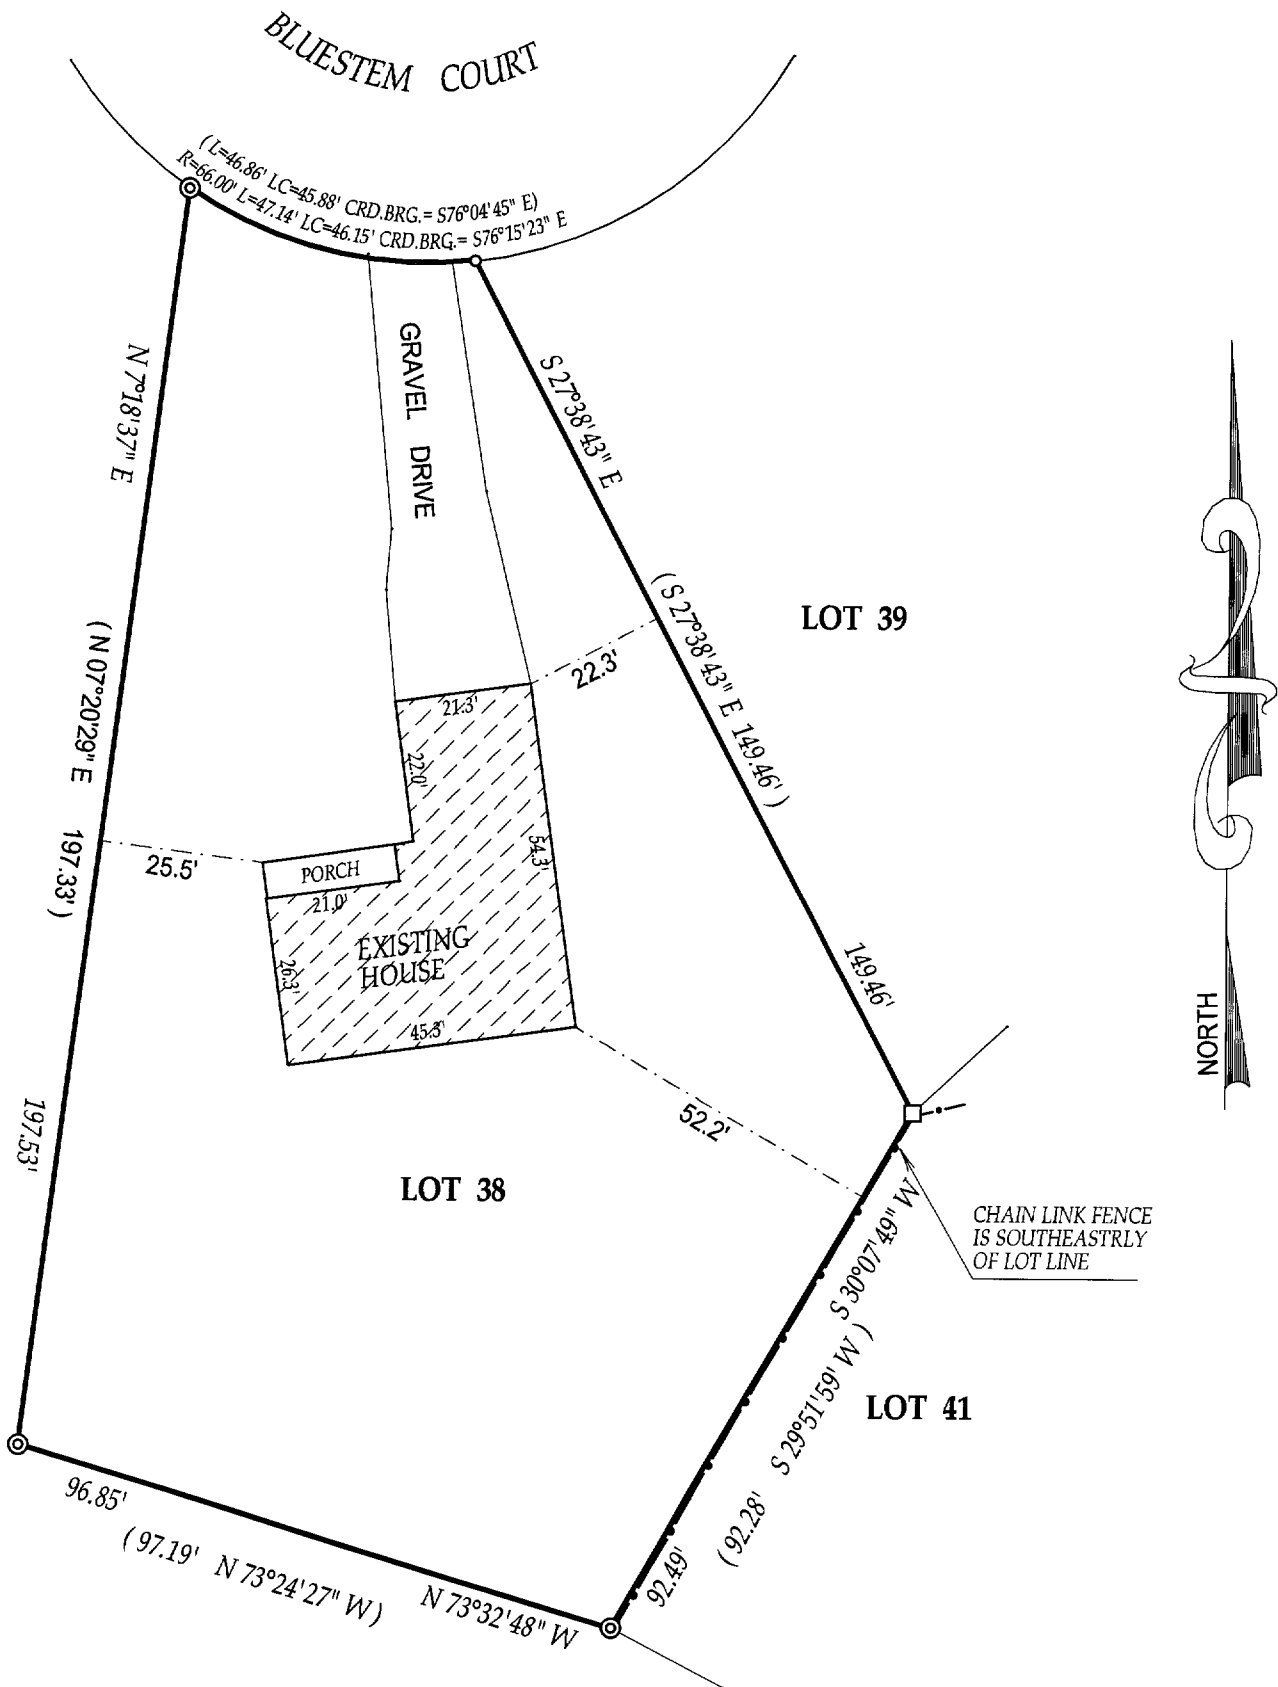 BLUESTEM COURT
( L=46.86' LC=45.88' CRD.BRG.= S76°04'45" E)
R=66.00' L=47.14' LC=46.15' CRD.BRG.= S76°15'23" E
N 7°18'37" E
GRAVEL DRIVE
S 27°38'43" E
( S 27°38'43" E 149.46' )
LOT 39
22.3'
( N 07°20'29" E 197.33' )
21.3'
22.0'
54.3'
25.5'
PORCH
21.0'
EXISTING
HOUSE
26.3'
45.3'
149.46'
NORTH
52.2'
197.53'
LOT 38
S 30°07'49" W
CHAIN LINK FENCE
IS SOUTHEASTRLY
OF LOT LINE
( 92.28' S 29°51'59' W )
LOT 41
92.49'
96.85'
( 97.19' N 73°24'27" W)
N 73°32'48" W